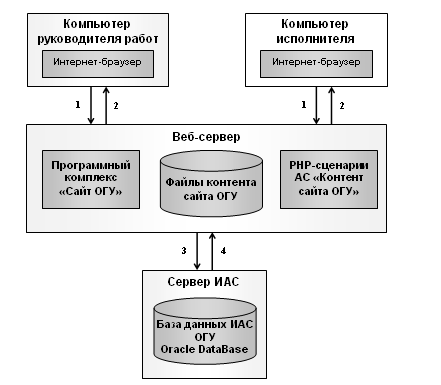 Компьютер
руководителя работ
Интернет-браузер
Компьютер
исполнителя
Интернет-браузер
1
2
1
2
Веб-сервер
Программный
комплекс
«Сайт ОГУ»
Файлы контента
сайта ОГУ
PHP-сценарии
АС «Контент
сайта ОГУ»
3
4
Сервер ИАС
База данных ИАС
ОГУ
Oracle DataBase